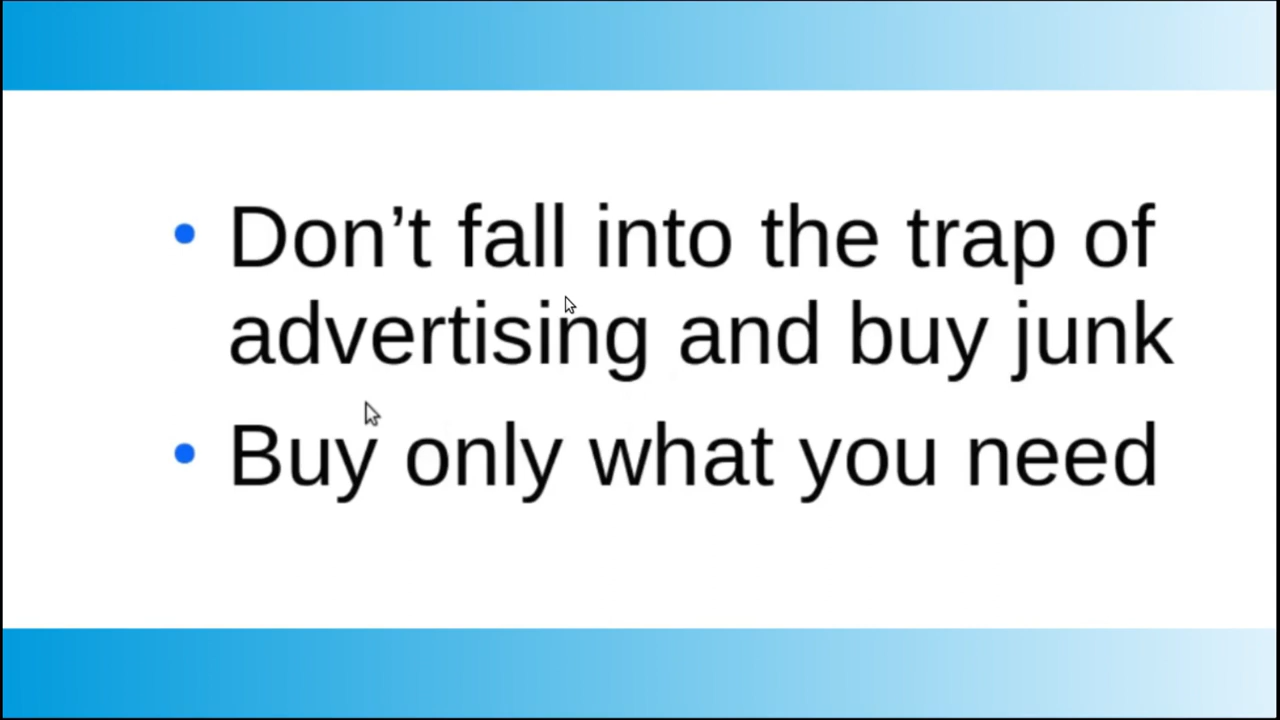 • Don’t fall into the trap of
advertising and buy junk
• Buy only what you need